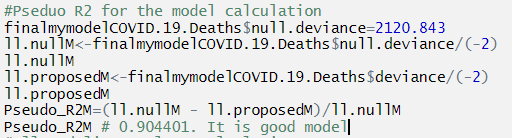 #Pseduo R2 for the model calculation
finalmymodelCOVID.19.Deaths$null.deviance=2120.843
ll.nullM<-finalmymodelCOVID.19.Deaths$null.deviance/(-2)
ll.nullM
ll.proposedM<-finalmymodelCOVID.19.Deaths$deviance/(-2)
ll.proposedM
Pseudo_R2M=(ll.nullM - ll.proposedM)/ll.nullM
Pseudo_R2M # 0.904401. It is good model